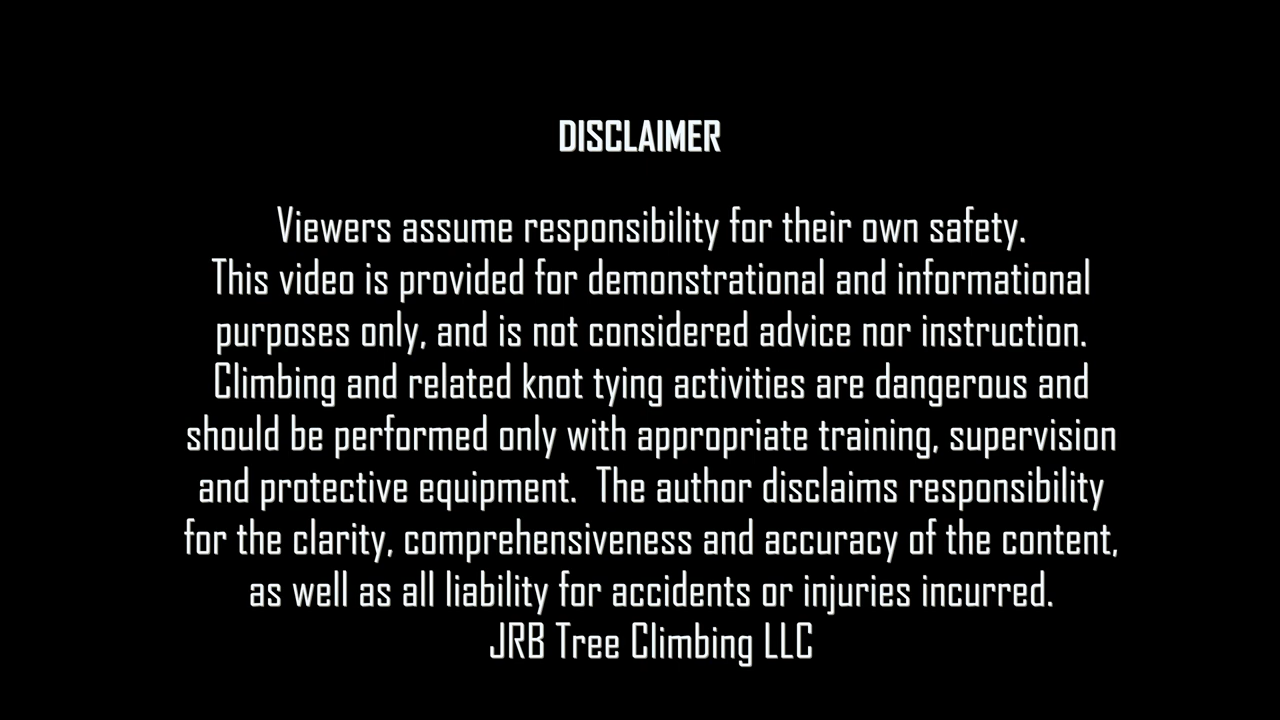 DISCLAIMER
Viewers assume responsibility for their own safety.
This video is provided for demonstrational and informational
purposes only, and is not considered advice nor instruction.
Climbing and related knot tying activities are dangerous and
should be performed only with appropriate training, supervision
and protective equipment.  The author disclaims responsibility
for the clarity, comprehensiveness and accuracy of the content,
as well as all liability for accidents or injuries incurred.
JRB Tree Climbing LLC